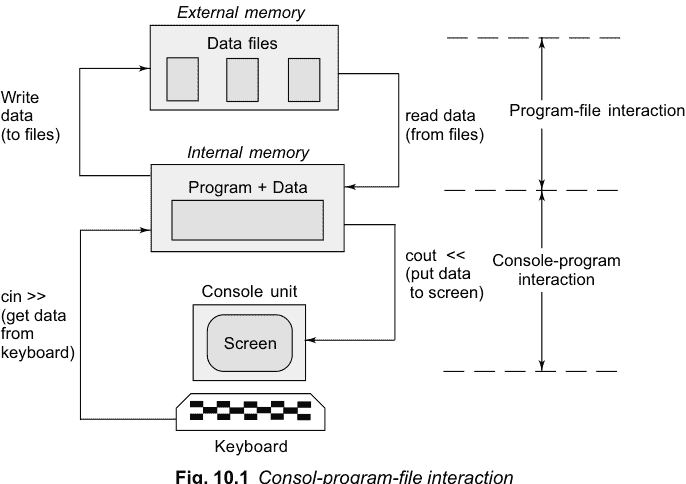 External memory
Data files
Write
data
(to files)
read data
(from files)
Program-file interaction
Internal memory
Program + Data
cout <<
(put data
to screen)
Console-program
interaction
cin >>
(get data
from
keyboard)
Console unit
Screen
Keyboard
Fig. 10.1 Consol-program-file interaction